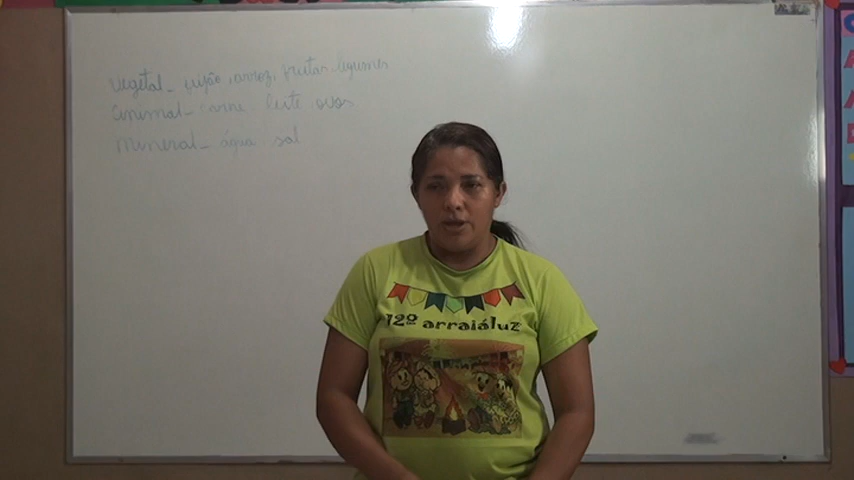 vegetal - feijão, arroz, frutas, legumes
animal - carne leite ovos
mineral - água sal
12º arraiáluz